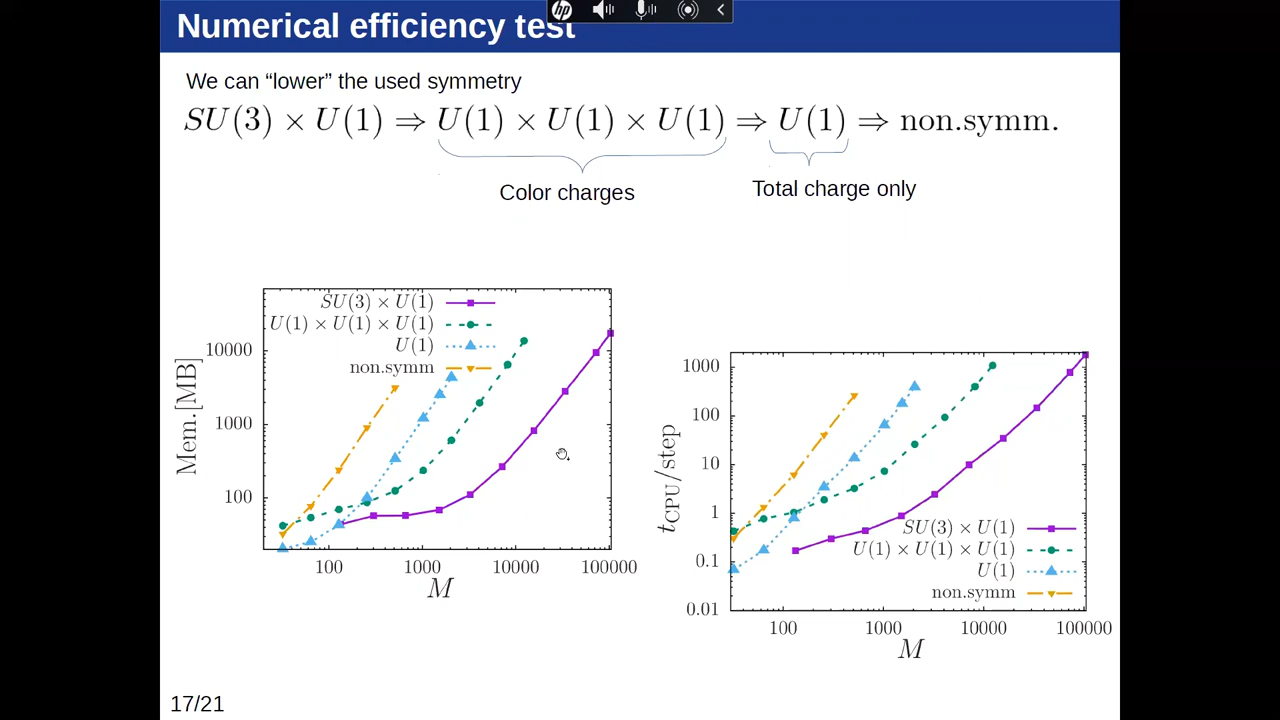 hp
Numerical efficiency test
We can “lower” the used symmetry
SU(3) × U(1) ⇒ U(1) × U(1) × U(1) ⇒ U(1) ⇒ non.symm.
Color charges
Total charge only
SU(3) × U(1)
U(1) × U(1) × U(1)
U(1)
non.symm
10000
1000
100
Mem.[MB]
100
1000
10000
100000
M
1000
100
10
1
0.1
0.01
t_CPU/step
SU(3) × U(1)
U(1) × U(1) × U(1)
U(1)
non.symm
100
1000
10000
100000
M
17/21